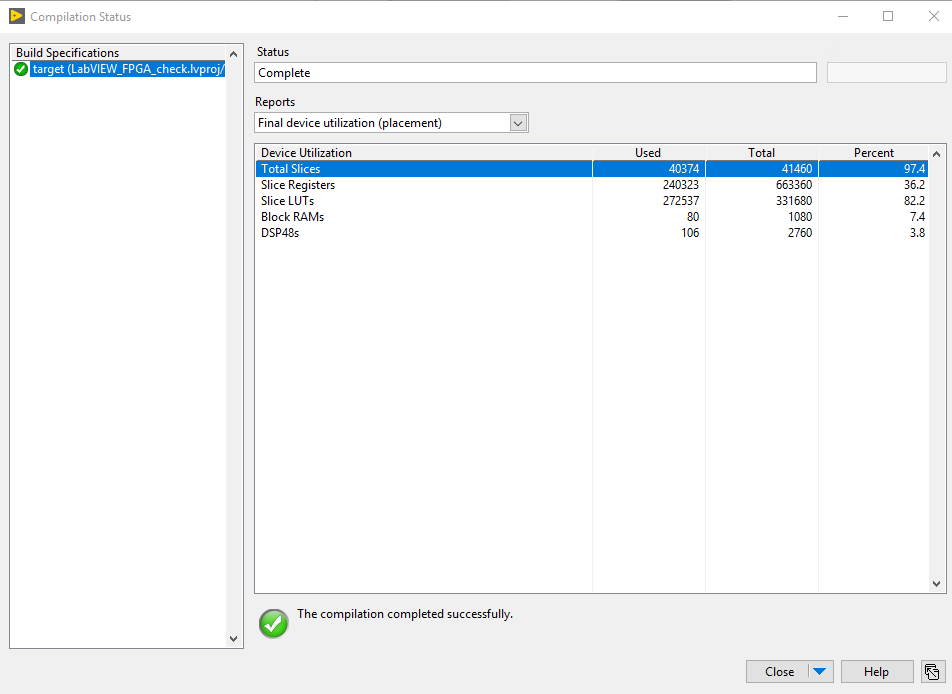 Compilation Status
Build Specifications
target (LabVIEW_FPGA_check.lvproj/
Status
Complete
Reports
Final device utilization (placement)
Device Utilization Used Total Percent
Total Slices 40374 41460 97.4
Slice Registers 240323 663360 36.2
Slice LUTs 272537 331680 82.2
Block RAMs 80 1080 7.4
DSP48s 106 2760 3.8
The compilation completed successfully.
Close Help